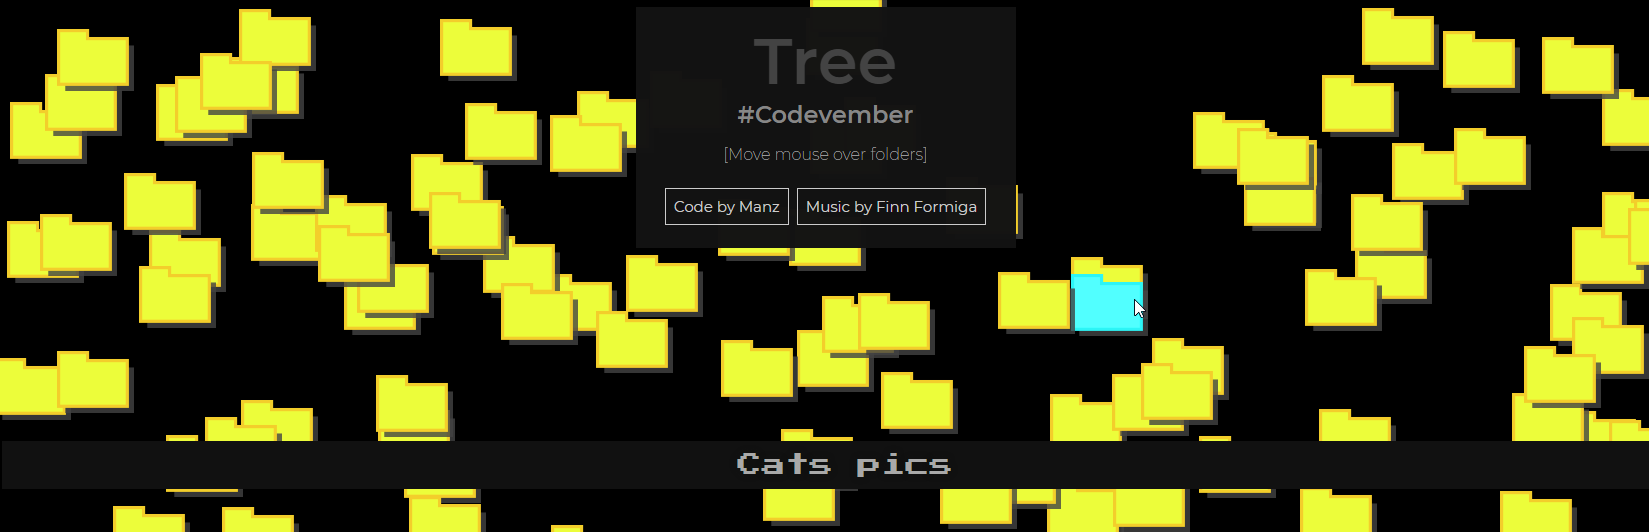 Tree
#Codevember
[Move mouse over folders]
Code by Manz
Music by Finn Formiga
Cats pics